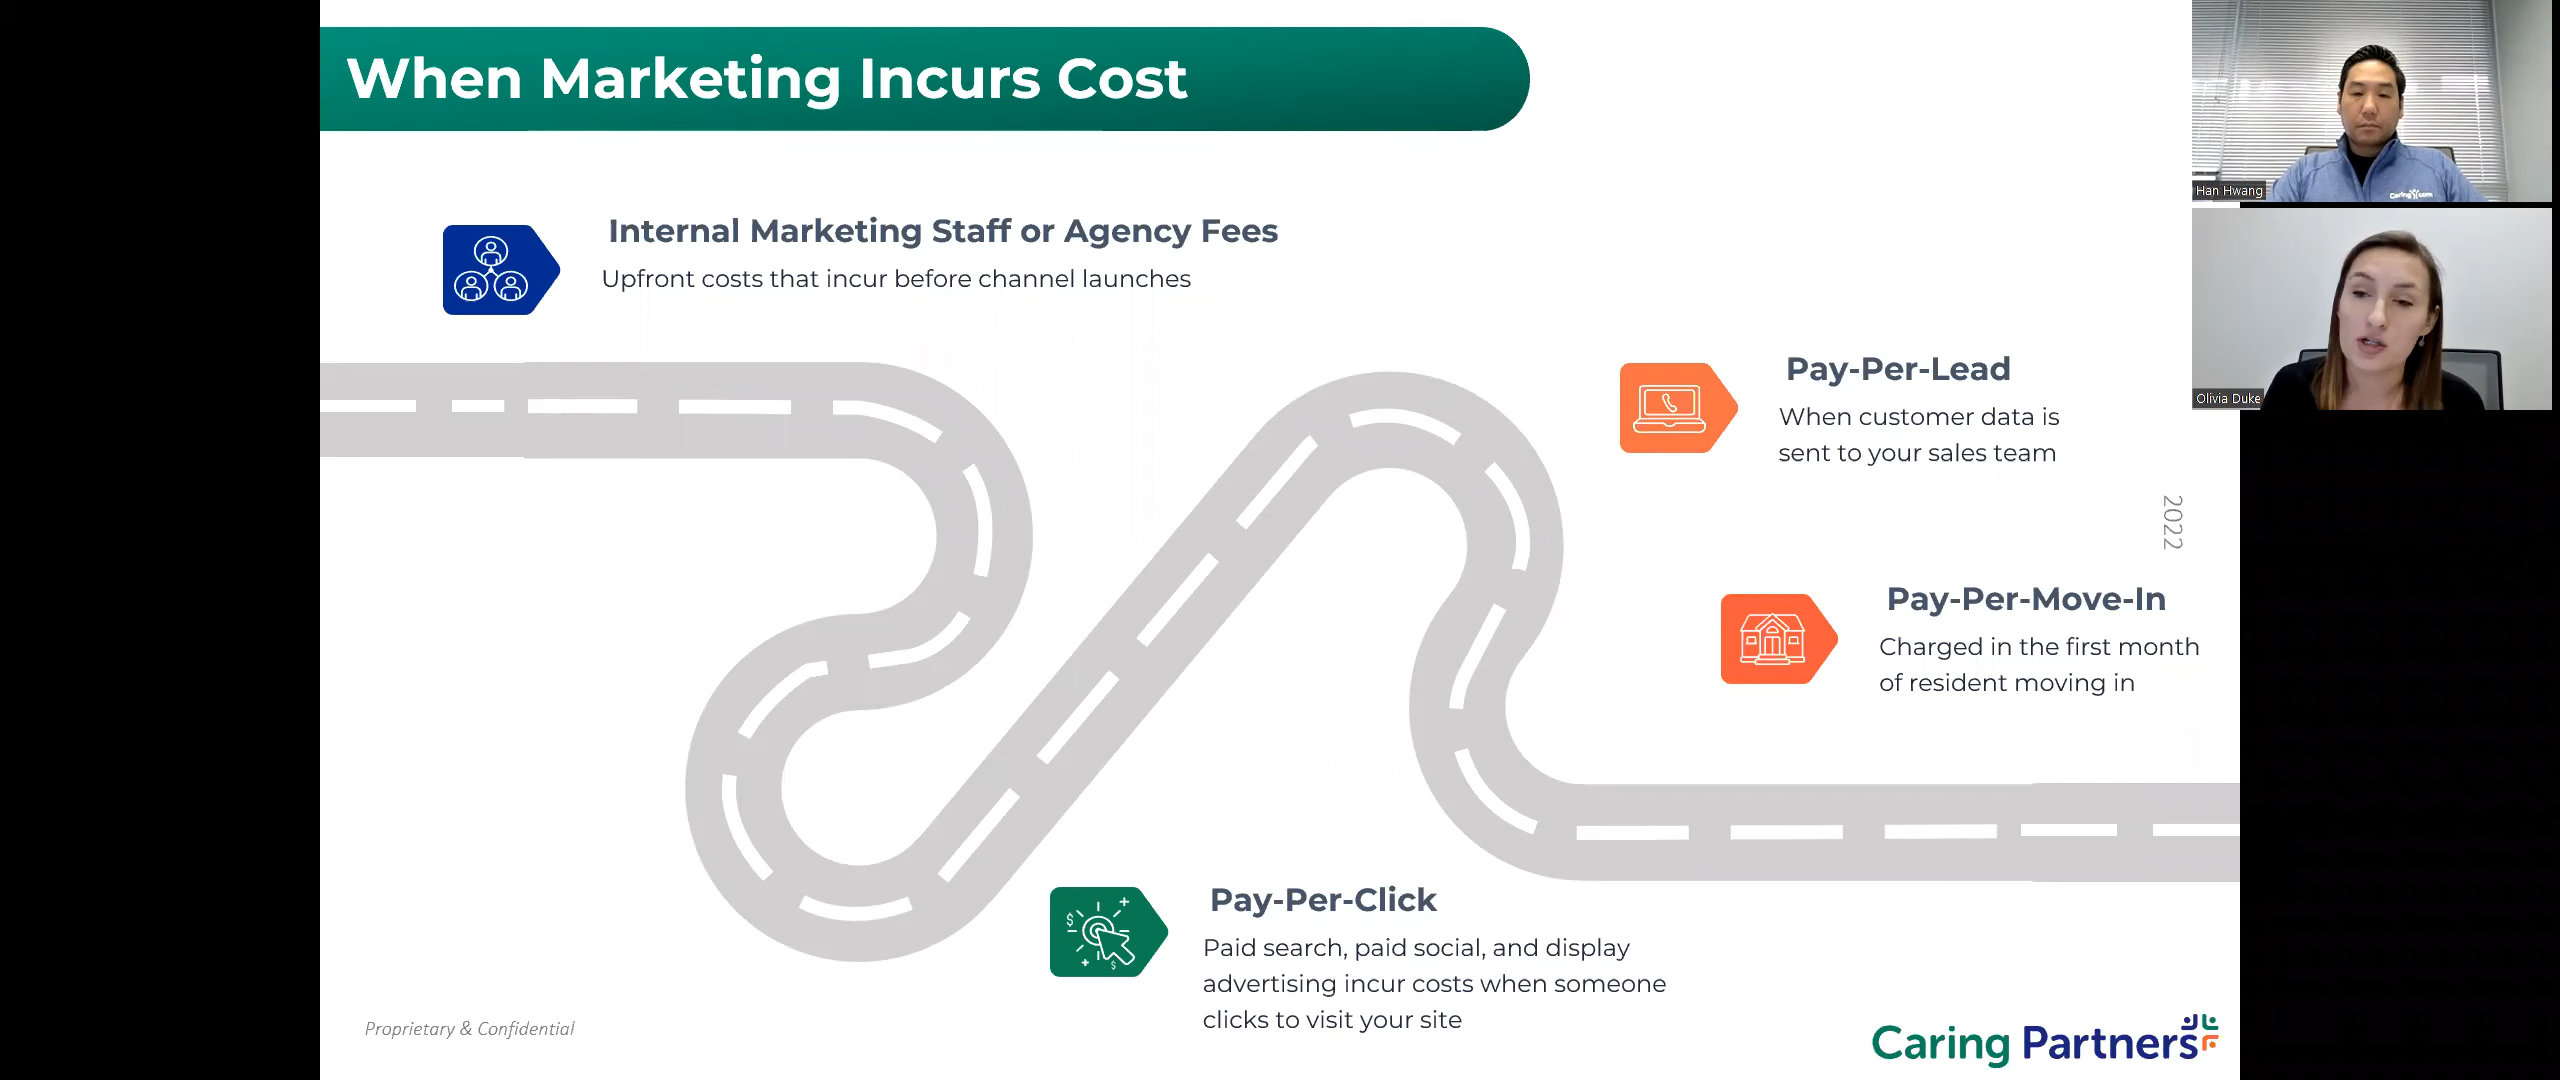 When Marketing Incurs Cost
Internal Marketing Staff or Agency Fees
Upfront costs that incur before channel launches
Pay-Per-Lead
When customer data is
sent to your sales team
2022
Pay-Per-Move-In
Charged in the first month
of resident moving in
Pay-Per-Click
Paid search, paid social, and display
advertising incur costs when someone
clicks to visit your site
Proprietary & Confidential
Caring Partners
Han Hwang
Caring.com
Olivia Duke